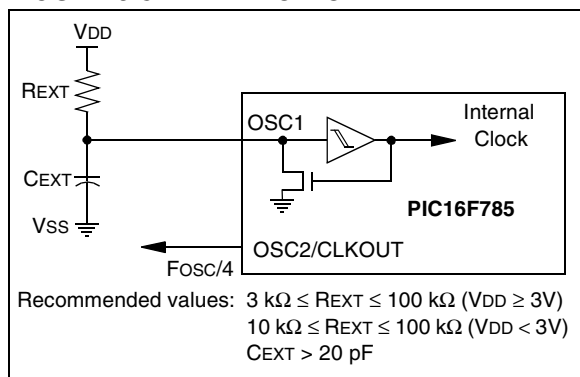 VDD
REXT
OSC1
Internal
Clock
CEXT
PIC16F785
VSS
OSC2/CLKOUT
FOSC/4
Recommended values: 3 kΩ ≤ REXT ≤ 100 kΩ (VDD ≥ 3V)
10 kΩ ≤ REXT ≤ 100 kΩ (VDD < 3V)
CEXT > 20 pF